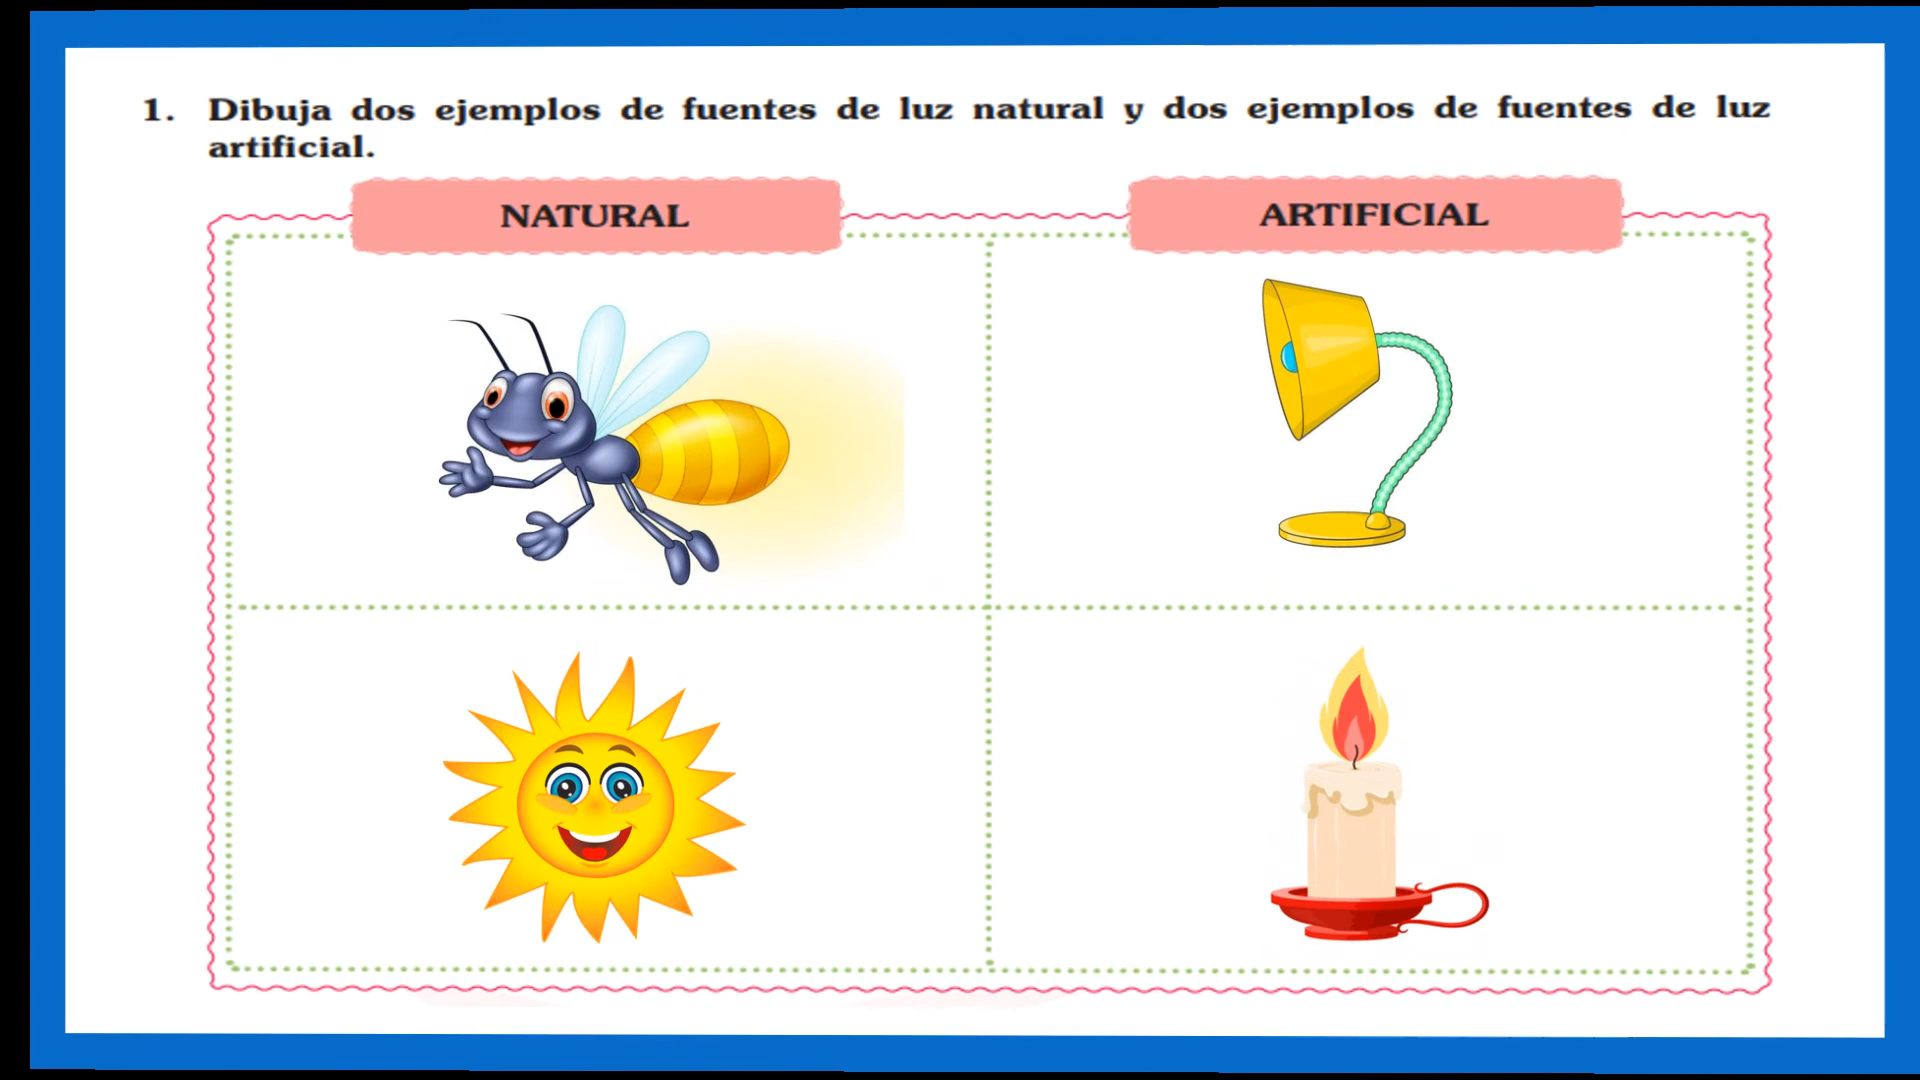 1. Dibuja dos ejemplos de fuentes de luz natural y dos ejemplos de fuentes de luz
artificial.
NATURAL
ARTIFICIAL